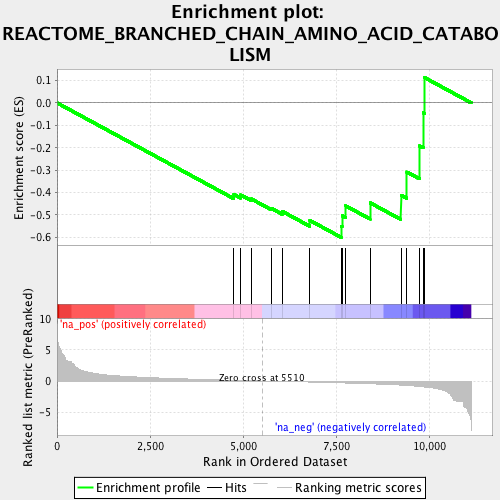 Enrichment plot:
REACTOME_BRANCHED_CHAIN_AMINO_ACID_CATABO
LISM
Enrichment score (ES)
0.1
0.0
-0.1
-0.2
-0.3
-0.4
-0.5
-0.6
Ranked list metric (PreRanked)
10
5
0
-5
'na_pos' (positively correlated)
Zero cross at 5510
'na_neg' (negatively correlated)
0
2,500
5,000
7,500
10,000
Rank in Ordered Dataset
Enrichment profile
Hits
Ranking metric scores